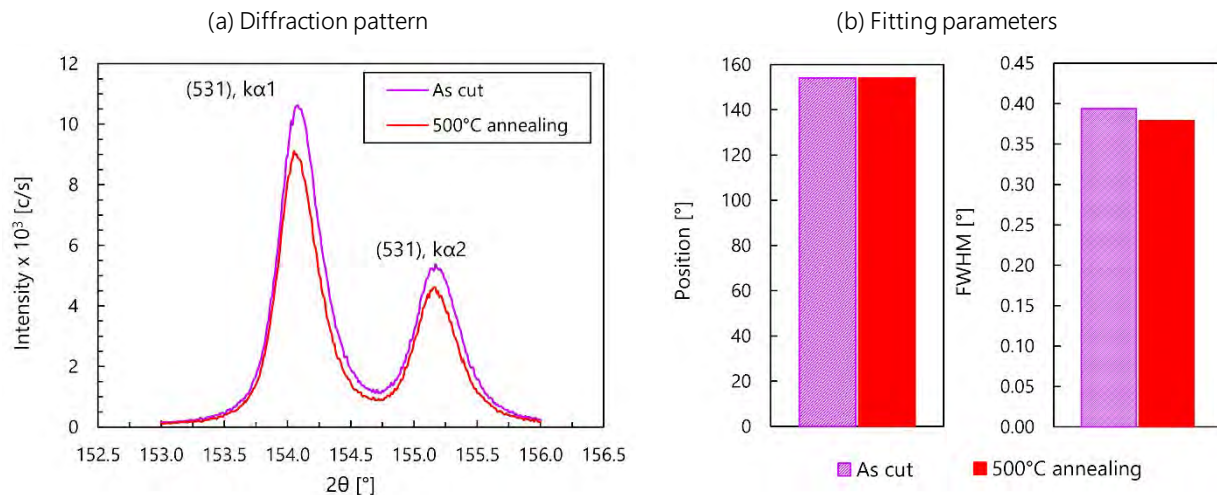 (a) Diffraction pattern
(b) Fitting parameters
12
10
8
6
4
2
0
Intensity x 10³ [c/s]
(531), kα1
As cut
500°C annealing
(531), kα2
152.5 153.0 153.5 154.0 154.5 155.0 155.5 156.0 156.5
2θ [°]
160
140
120
100
80
60
40
20
0
Position [°]
0.45
0.40
0.35
0.30
0.25
0.20
0.15
0.10
0.05
0.00
FWHM [°]
As cut 500°C annealing